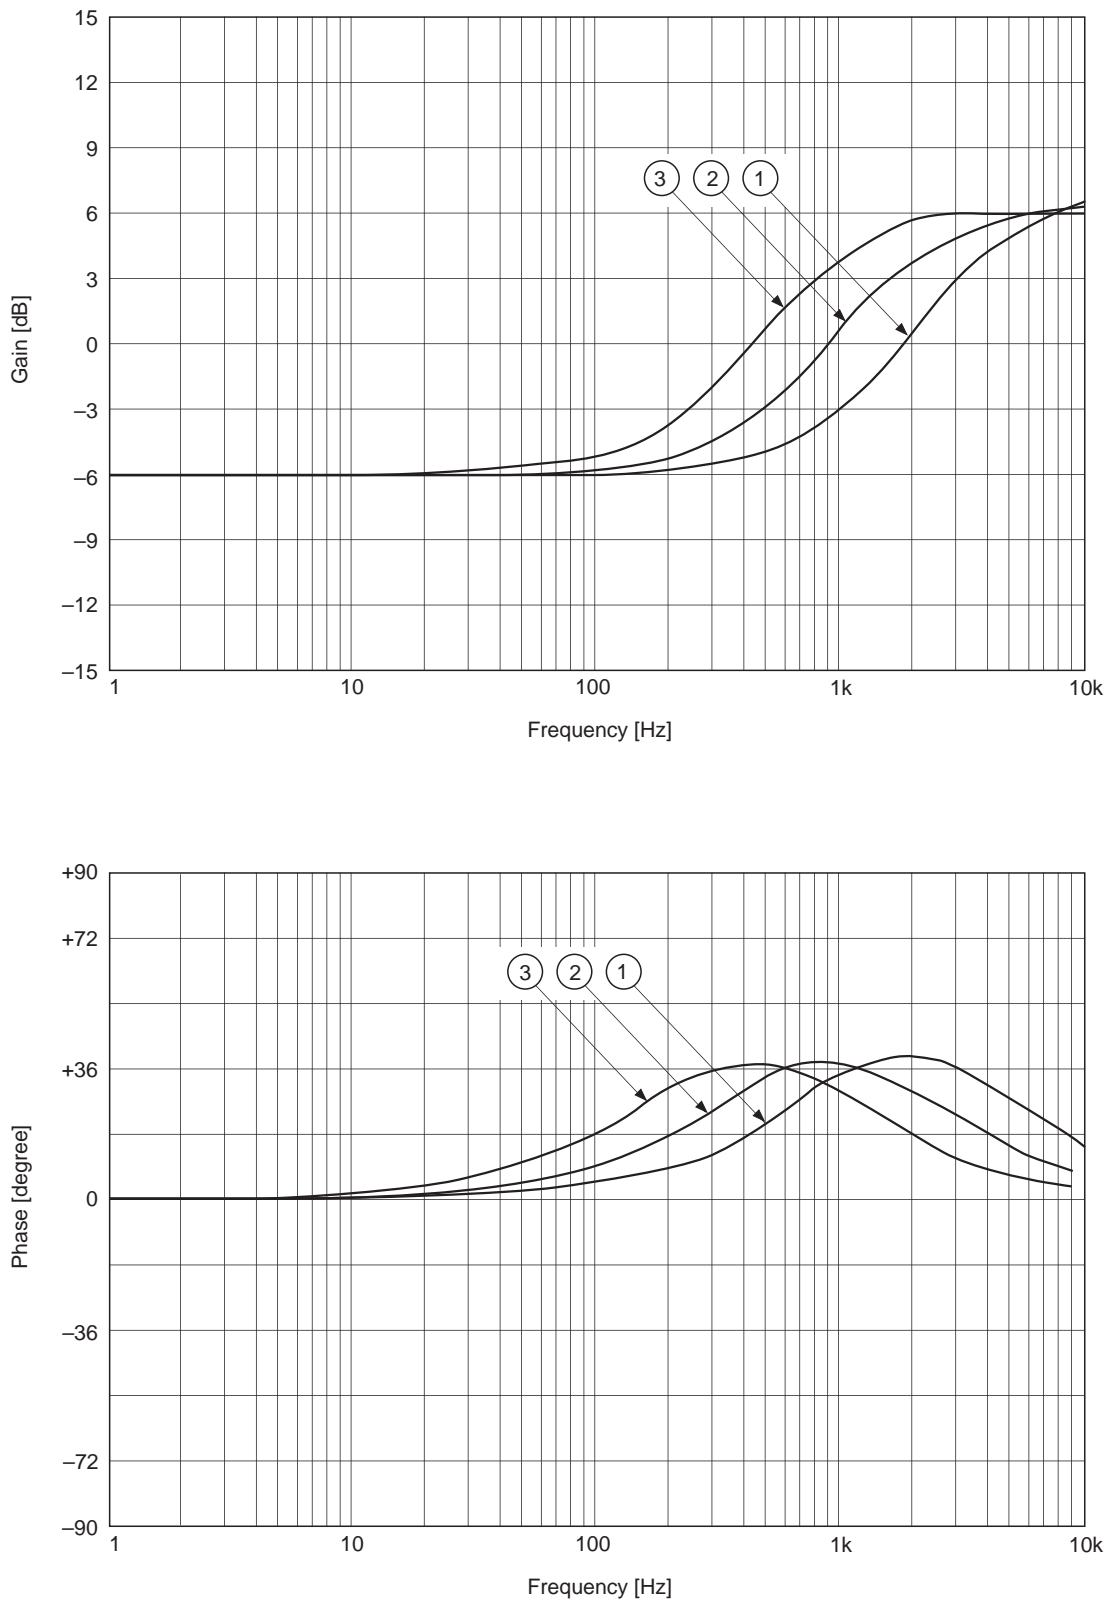 15
12
9
6
3
0
–3
–6
–9
–12
–15
Gain [dB]
3 2 1
1 10 100 1k 10k
Frequency [Hz]
+90
+72
+36
0
–36
–72
–90
Phase [degree]
3 2 1
1 10 100 1k 10k
Frequency [Hz]